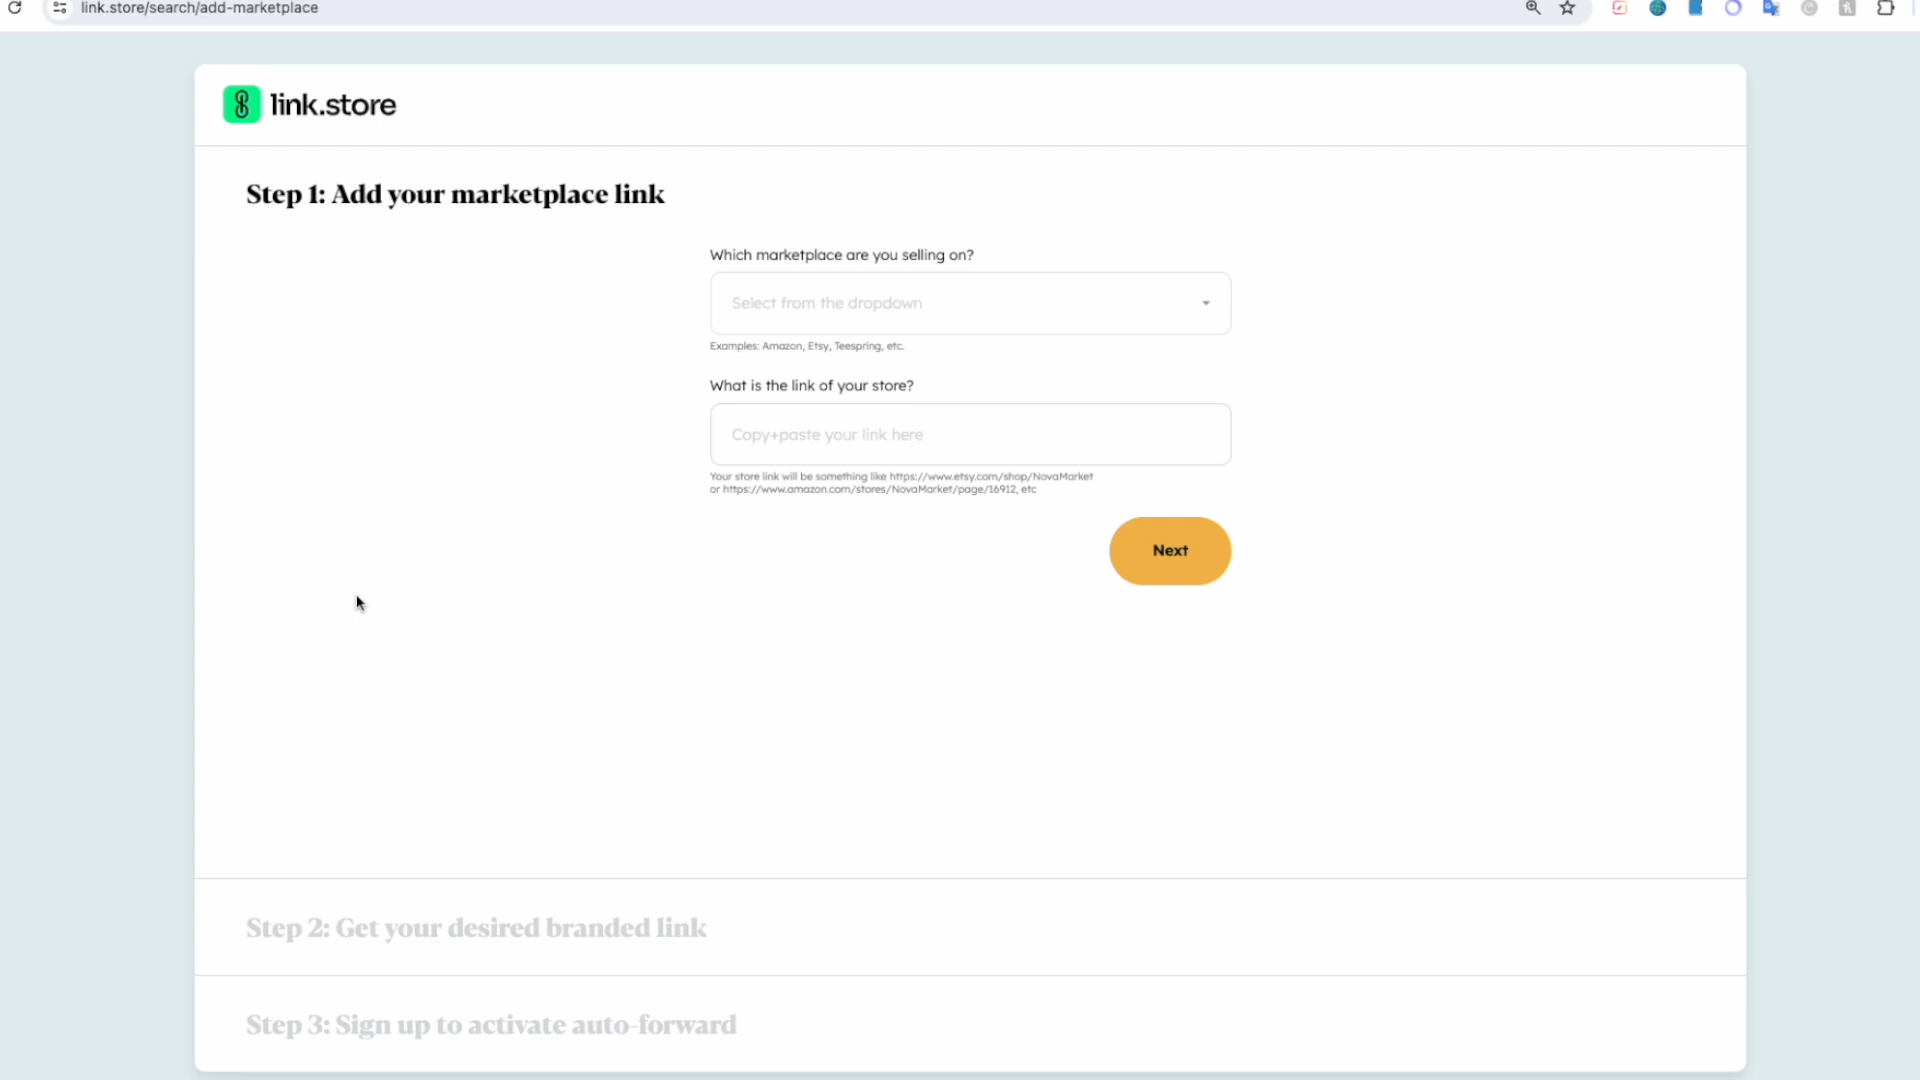 link.store/search/add-marketplace
link.store
Step 1: Add your marketplace link
Which marketplace are you selling on?
Select from the dropdown
Examples: Amazon, Etsy, Teespring, etc.
What is the link of your store?
Copy+paste your link here
Your store link will be something like https://www.etsy.com/shop/NovaMarket
or https://www.amazon.com/stores/NovaMarket/page/16912, etc
Next
Step 2: Get your desired branded link
Step 3: Sign up to activate auto-forward